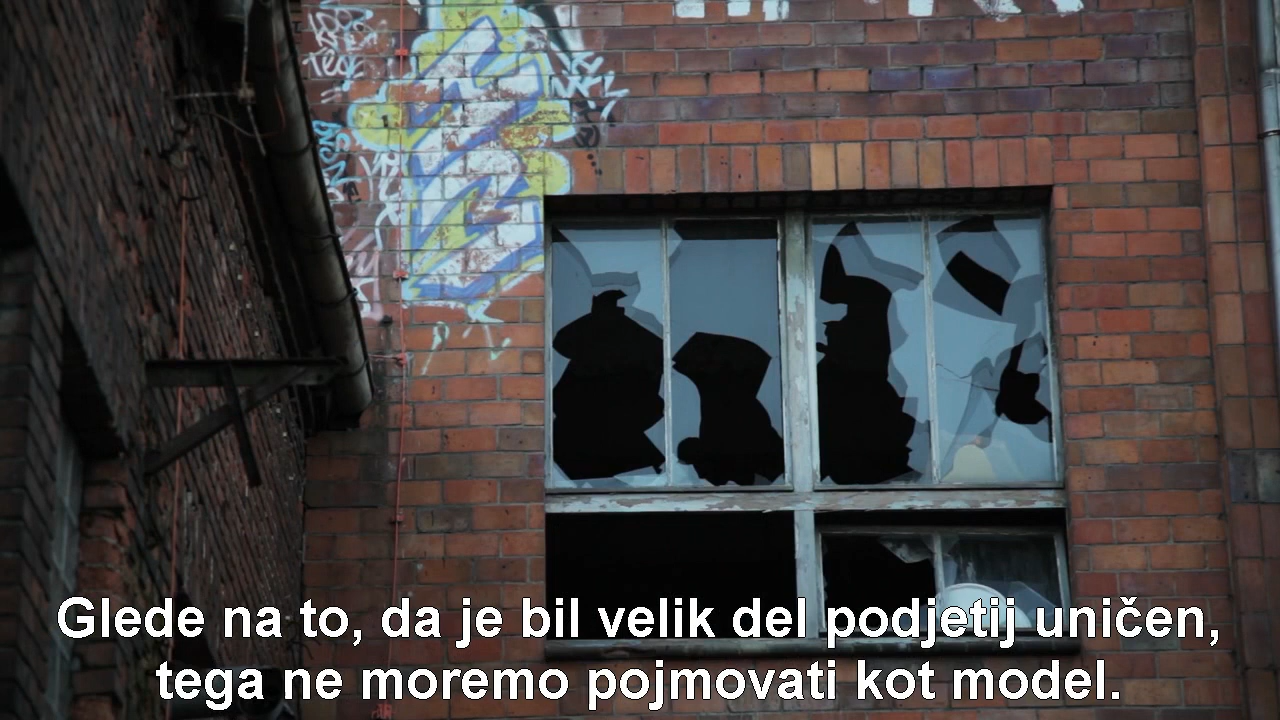 Glede na to, da je bil velik del podjetij uničen,
tega ne moremo pojmovati kot model.